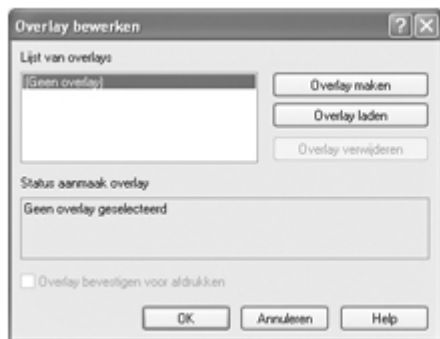 Overlay bewerken
Lijst van overlays
(Geen overlay)
Overlay maken
Overlay laden
Overlay verwijderen
Status aanmaak overlay
Geen overlay geselecteerd
Overlay bevestigen voor afdrukken
OK
Annuleren
Help